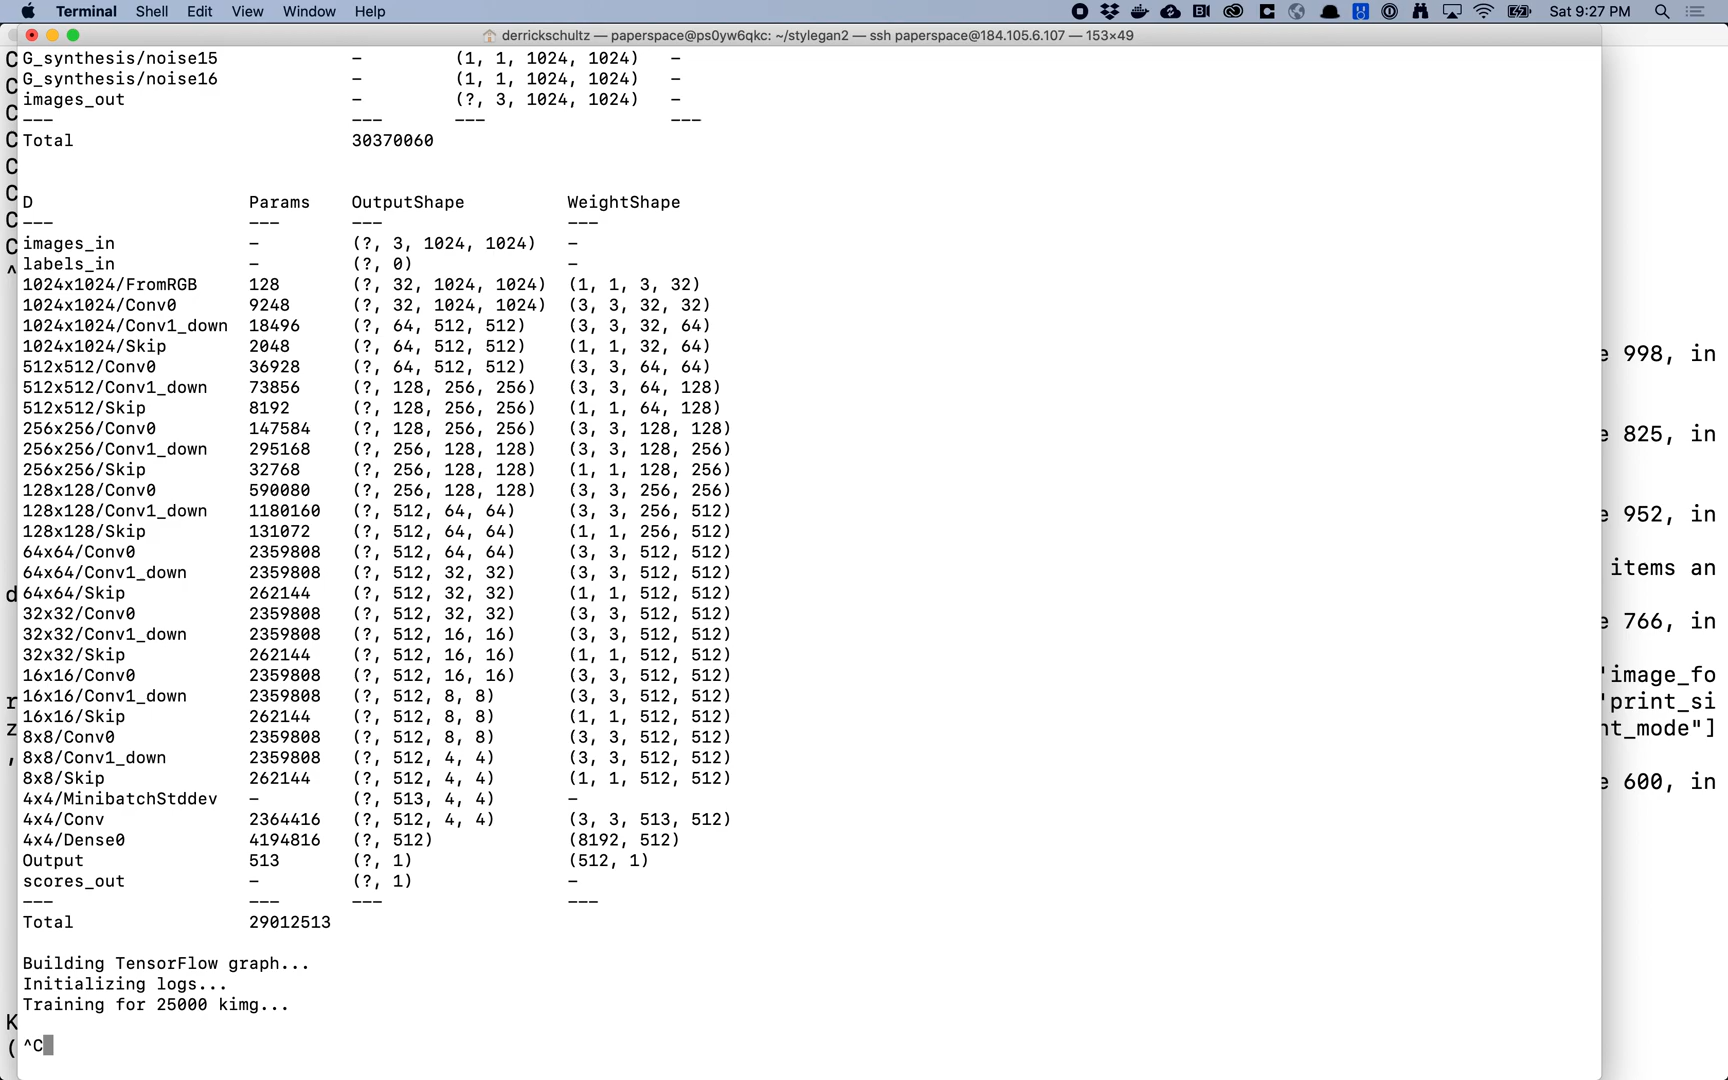 Terminal Shell Edit View Window Help Sat 9:27 PM
derrickschultz — paperspace@ps0yw6qkc: ~/stylegan2 — ssh paperspace@184.105.6.107 — 153×49
G_synthesis/noise15 – (1, 1, 1024, 1024) –
G_synthesis/noise16 – (1, 1, 1024, 1024) –
images_out – (?, 3, 1024, 1024) –
--- --- --- ---
Total 30370060
D Params OutputShape WeightShape
--- --- --- ---
images_in – (?, 3, 1024, 1024) –
labels_in – (?, 0) –
1024x1024/FromRGB 128 (?, 32, 1024, 1024) (1, 1, 3, 32)
1024x1024/Conv0 9248 (?, 32, 1024, 1024) (3, 3, 32, 32)
1024x1024/Conv1_down 18496 (?, 64, 512, 512) (3, 3, 32, 64)
1024x1024/Skip 2048 (?, 64, 512, 512) (1, 1, 32, 64)
512x512/Conv0 36928 (?, 64, 512, 512) (3, 3, 64, 64)
512x512/Conv1_down 73856 (?, 128, 256, 256) (3, 3, 64, 128)
512x512/Skip 8192 (?, 128, 256, 256) (1, 1, 64, 128)
256x256/Conv0 147584 (?, 128, 256, 256) (3, 3, 128, 128)
256x256/Conv1_down 295168 (?, 256, 128, 128) (3, 3, 128, 256)
256x256/Skip 32768 (?, 256, 128, 128) (1, 1, 128, 256)
128x128/Conv0 590080 (?, 256, 128, 128) (3, 3, 256, 256)
128x128/Conv1_down 1180160 (?, 512, 64, 64) (3, 3, 256, 512)
128x128/Skip 131072 (?, 512, 64, 64) (1, 1, 256, 512)
64x64/Conv0 2359808 (?, 512, 64, 64) (3, 3, 512, 512)
64x64/Conv1_down 2359808 (?, 512, 32, 32) (3, 3, 512, 512)
64x64/Skip 262144 (?, 512, 32, 32) (1, 1, 512, 512)
32x32/Conv0 2359808 (?, 512, 32, 32) (3, 3, 512, 512)
32x32/Conv1_down 2359808 (?, 512, 16, 16) (3, 3, 512, 512)
32x32/Skip 262144 (?, 512, 16, 16) (1, 1, 512, 512)
16x16/Conv0 2359808 (?, 512, 16, 16) (3, 3, 512, 512)
16x16/Conv1_down 2359808 (?, 512, 8, 8) (3, 3, 512, 512)
16x16/Skip 262144 (?, 512, 8, 8) (1, 1, 512, 512)
8x8/Conv0 2359808 (?, 512, 8, 8) (3, 3, 512, 512)
8x8/Conv1_down 2359808 (?, 512, 4, 4) (3, 3, 512, 512)
8x8/Skip 262144 (?, 512, 4, 4) (1, 1, 512, 512)
4x4/MinibatchStddev – (?, 513, 4, 4) –
4x4/Conv 2364416 (?, 512, 4, 4) (3, 3, 513, 512)
4x4/Dense0 4194816 (?, 512) (8192, 512)
Output 513 (?, 1) (512, 1)
scores_out – (?, 1) –
--- --- --- ---
Total 29012513
Building TensorFlow graph...
Initializing logs...
Training for 25000 kimg...
^C
998, in
825, in
952, in
items an
766, in
'image_fo
'print_si
nt_mode"]
600, in